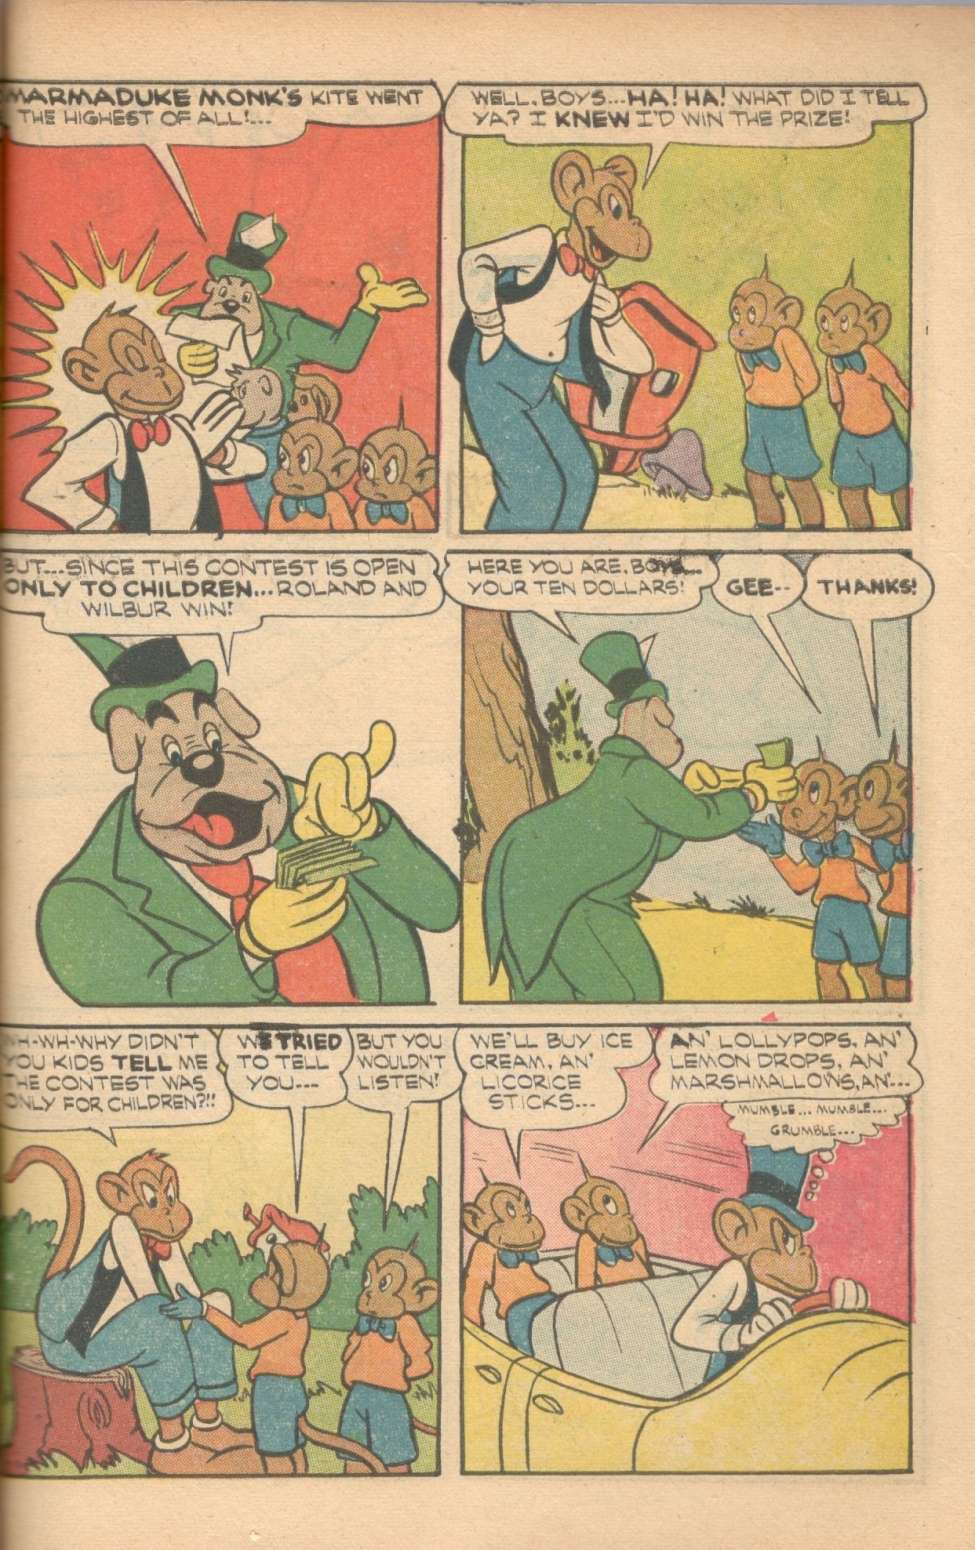 MARMADUKE MONK'S KITE WENT
THE HIGHEST OF ALL!...
WELL, BOYS...HA! HA! WHAT DID I TELL
YA? I KNEW I'D WIN THE PRIZE!
BUT...SINCE THIS CONTEST IS OPEN
ONLY TO CHILDREN...ROLAND AND
WILBUR WIN!
HERE YOU ARE, BOYS...
YOUR TEN DOLLARS!
GEE--
THANKS!
WH-WH-WHY DIDN'T
YOU KIDS TELL ME
THE CONTEST WAS
ONLY FOR CHILDREN?!!
WE TRIED
TO TELL
YOU---
BUT YOU
WOULDN'T
LISTEN!
WE'LL BUY ICE
CREAM, AN'
LICORICE
STICKS...
AN' LOLLYPOPS, AN'
LEMON DROPS, AN'
MARSHMALLOWS, AN'...
MUMBLE... MUMBLE...
GRUMBLE...